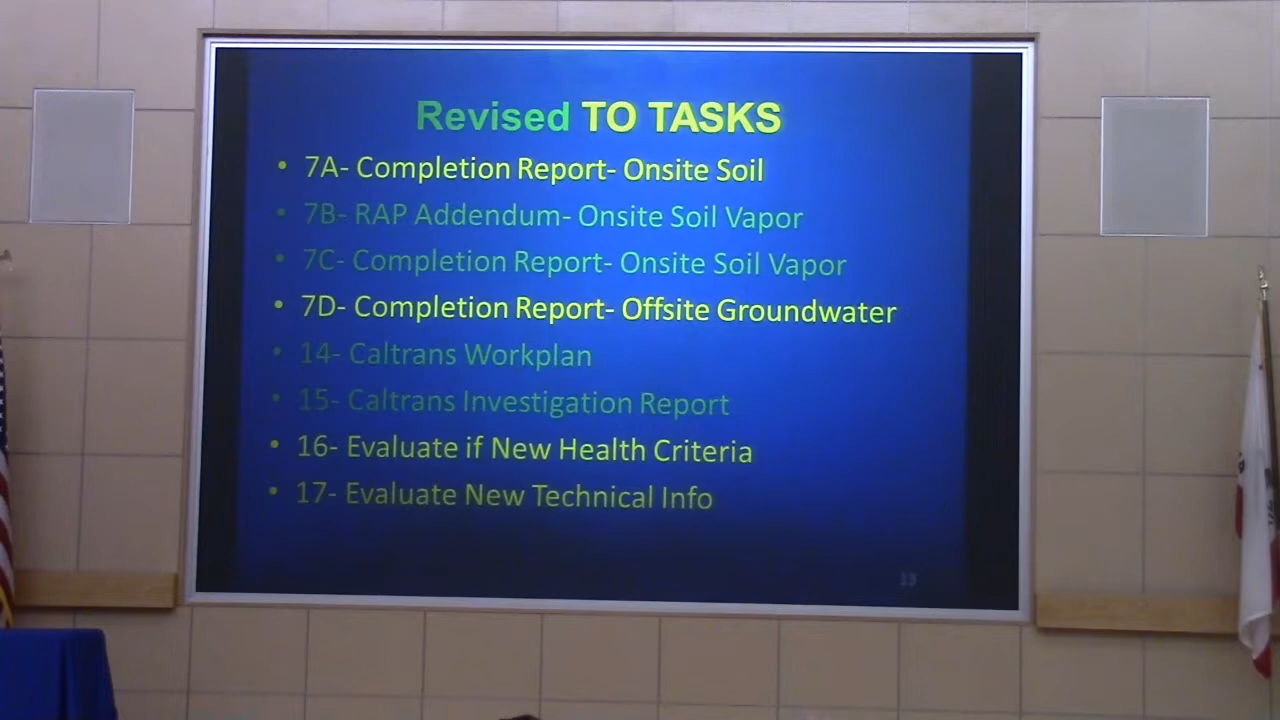 Revised TO TASKS
• 7A- Completion Report- Onsite Soil
• 7B- RAP Addendum- Onsite Soil Vapor
• 7C- Completion Report- Onsite Soil Vapor
• 7D- Completion Report- Offsite Groundwater
• 14- Caltrans Workplan
• 15- Caltrans Investigation Report
• 16- Evaluate if New Health Criteria
• 17- Evaluate New Technical Info
13